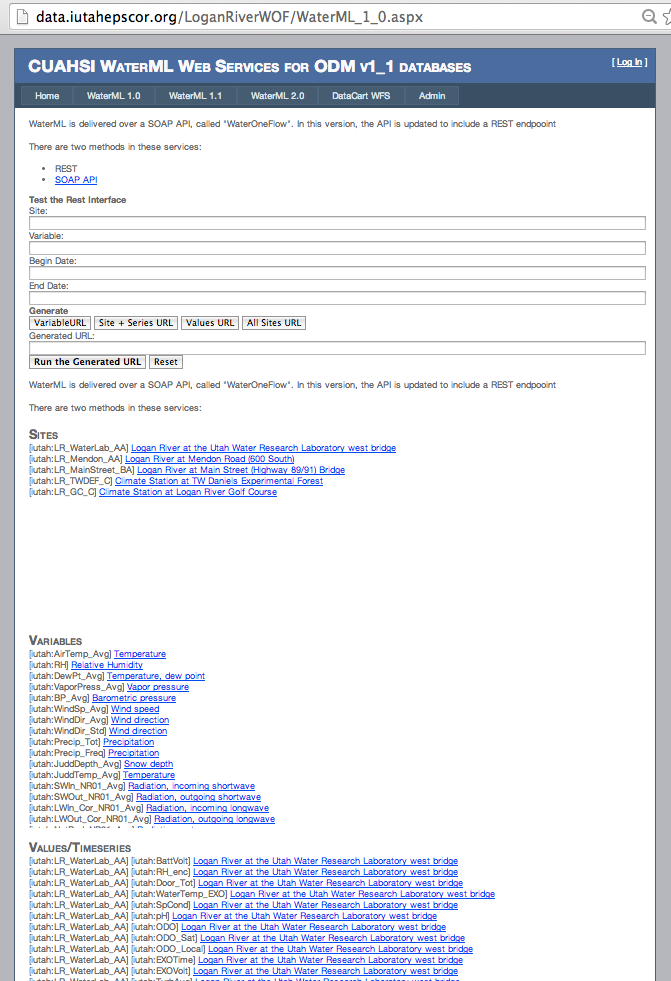 data.iutahepscor.org/LoganRiverWOF/WaterML_1_0.aspx
CUAHSI WaterML Web Services for ODM v1_1 databases
[ Log In ]
Home WaterML 1.0 WaterML 1.1 WaterML 2.0 DataCart WFS Admin
WaterML is delivered over a SOAP API, called "WaterOneFlow". In this version, the API is updated to include a REST endpooint
There are two methods in these services:
• REST
• SOAP API
Test the Rest Interface
Site:
Variable:
Begin Date:
End Date:
Generate
VariableURL Site + Series URL Values URL All Sites URL
Generated URL:
Run the Generated URL Reset
WaterML is delivered over a SOAP API, called "WaterOneFlow". In this version, the API is updated to include a REST endpooint
There are two methods in these services:
Sites
[iutah:LR_WaterLab_AA] Logan River at the Utah Water Research Laboratory west bridge
[iutah:LR_Mendon_AA] Logan River at Mendon Road (600 South)
[iutah:LR_MainStreet_BA] Logan River at Main Street (Highway 89/91) Bridge
[iutah:LR_TWDEF_C] Climate Station at TW Daniels Experimental Forest
[iutah:LR_GC_C] Climate Station at Logan River Golf Course
Variables
[iutah:AirTemp_Avg] Temperature
[iutah:RH] Relative Humidity
[iutah:DewPt_Avg] Temperature, dew point
[iutah:VaporPress_Avg] Vapor pressure
[iutah:BP_Avg] Barometric pressure
[iutah:WindSp_Avg] Wind speed
[iutah:WindDir_Avg] Wind direction
[iutah:WindDir_Std] Wind direction
[iutah:Precip_Tot] Precipitation
[iutah:Precip_Freq] Precipitation
[iutah:JuddDepth_Avg] Snow depth
[iutah:JuddTemp_Avg] Temperature
[iutah:SWIn_NR01_Avg] Radiation, incoming shortwave
[iutah:SWOut_NR01_Avg] Radiation, outgoing shortwave
[iutah:LWIn_Cor_NR01_Avg] Radiation, incoming longwave
[iutah:LWOut_Cor_NR01_Avg] Radiation, outgoing longwave
Values/Timeseries
[iutah:LR_WaterLab_AA] [iutah:BattVolt] Logan River at the Utah Water Research Laboratory west bridge
[iutah:LR_WaterLab_AA] [iutah:RH_enc] Logan River at the Utah Water Research Laboratory west bridge
[iutah:LR_WaterLab_AA] [iutah:Door_Tot] Logan River at the Utah Water Research Laboratory west bridge
[iutah:LR_WaterLab_AA] [iutah:WaterTemp_EXO] Logan River at the Utah Water Research Laboratory west bridge
[iutah:LR_WaterLab_AA] [iutah:SpCond] Logan River at the Utah Water Research Laboratory west bridge
[iutah:LR_WaterLab_AA] [iutah:pH] Logan River at the Utah Water Research Laboratory west bridge
[iutah:LR_WaterLab_AA] [iutah:ODO] Logan River at the Utah Water Research Laboratory west bridge
[iutah:LR_WaterLab_AA] [iutah:ODO_Sat] Logan River at the Utah Water Research Laboratory west bridge
[iutah:LR_WaterLab_AA] [iutah:ODO_Local] Logan River at the Utah Water Research Laboratory west bridge
[iutah:LR_WaterLab_AA] [iutah:EXOTime] Logan River at the Utah Water Research Laboratory west bridge
[iutah:LR_WaterLab_AA] [iutah:EXOVolt] Logan River at the Utah Water Research Laboratory west bridge